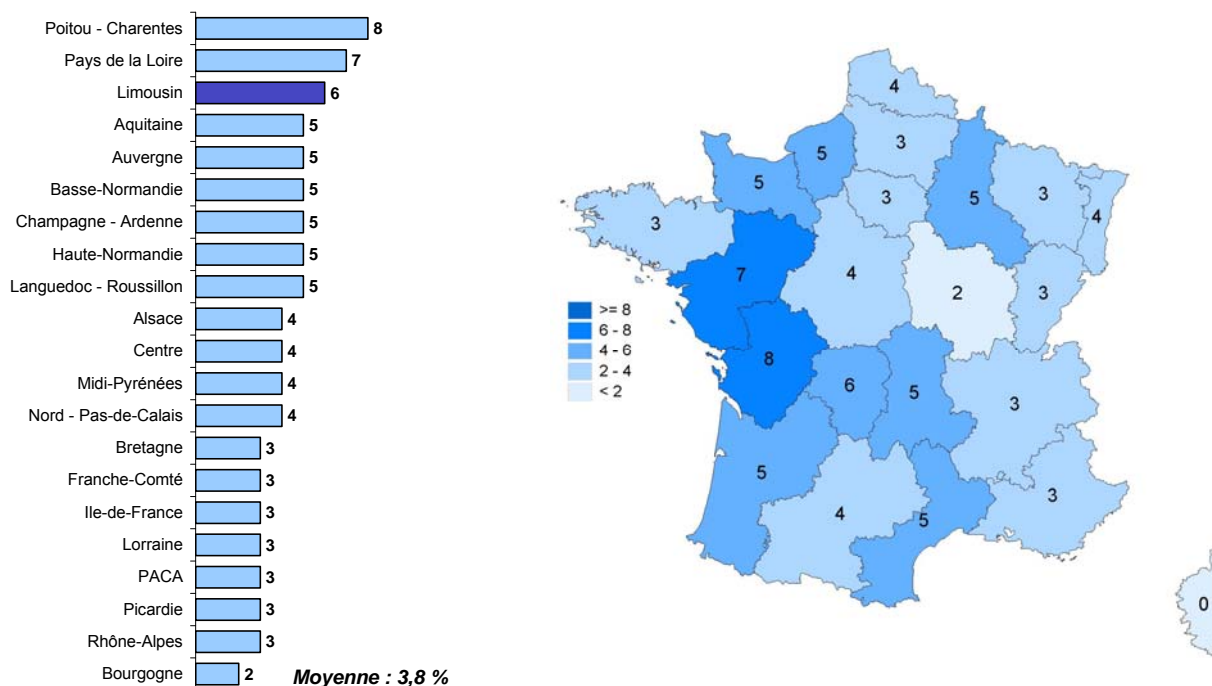 Poitou - Charentes 8
Pays de la Loire 7
Limousin 6
Aquitaine 5
Auvergne 5
Basse-Normandie 5
Champagne - Ardenne 5
Haute-Normandie 5
Languedoc - Roussillon 5
Alsace 4
Centre 4
Midi-Pyrénées 4
Nord - Pas-de-Calais 4
Bretagne 3
Franche-Comté 3
Ile-de-France 3
Lorraine 3
PACA 3
Picardie 3
Rhône-Alpes 3
Bourgogne 2
Moyenne : 3,8 %
4
3
5
5
3
5
3
4
3
7
4
2
3
>= 8
6 - 8
4 - 6
2 - 4
< 2
8
6
5
3
5
4
5
3
0